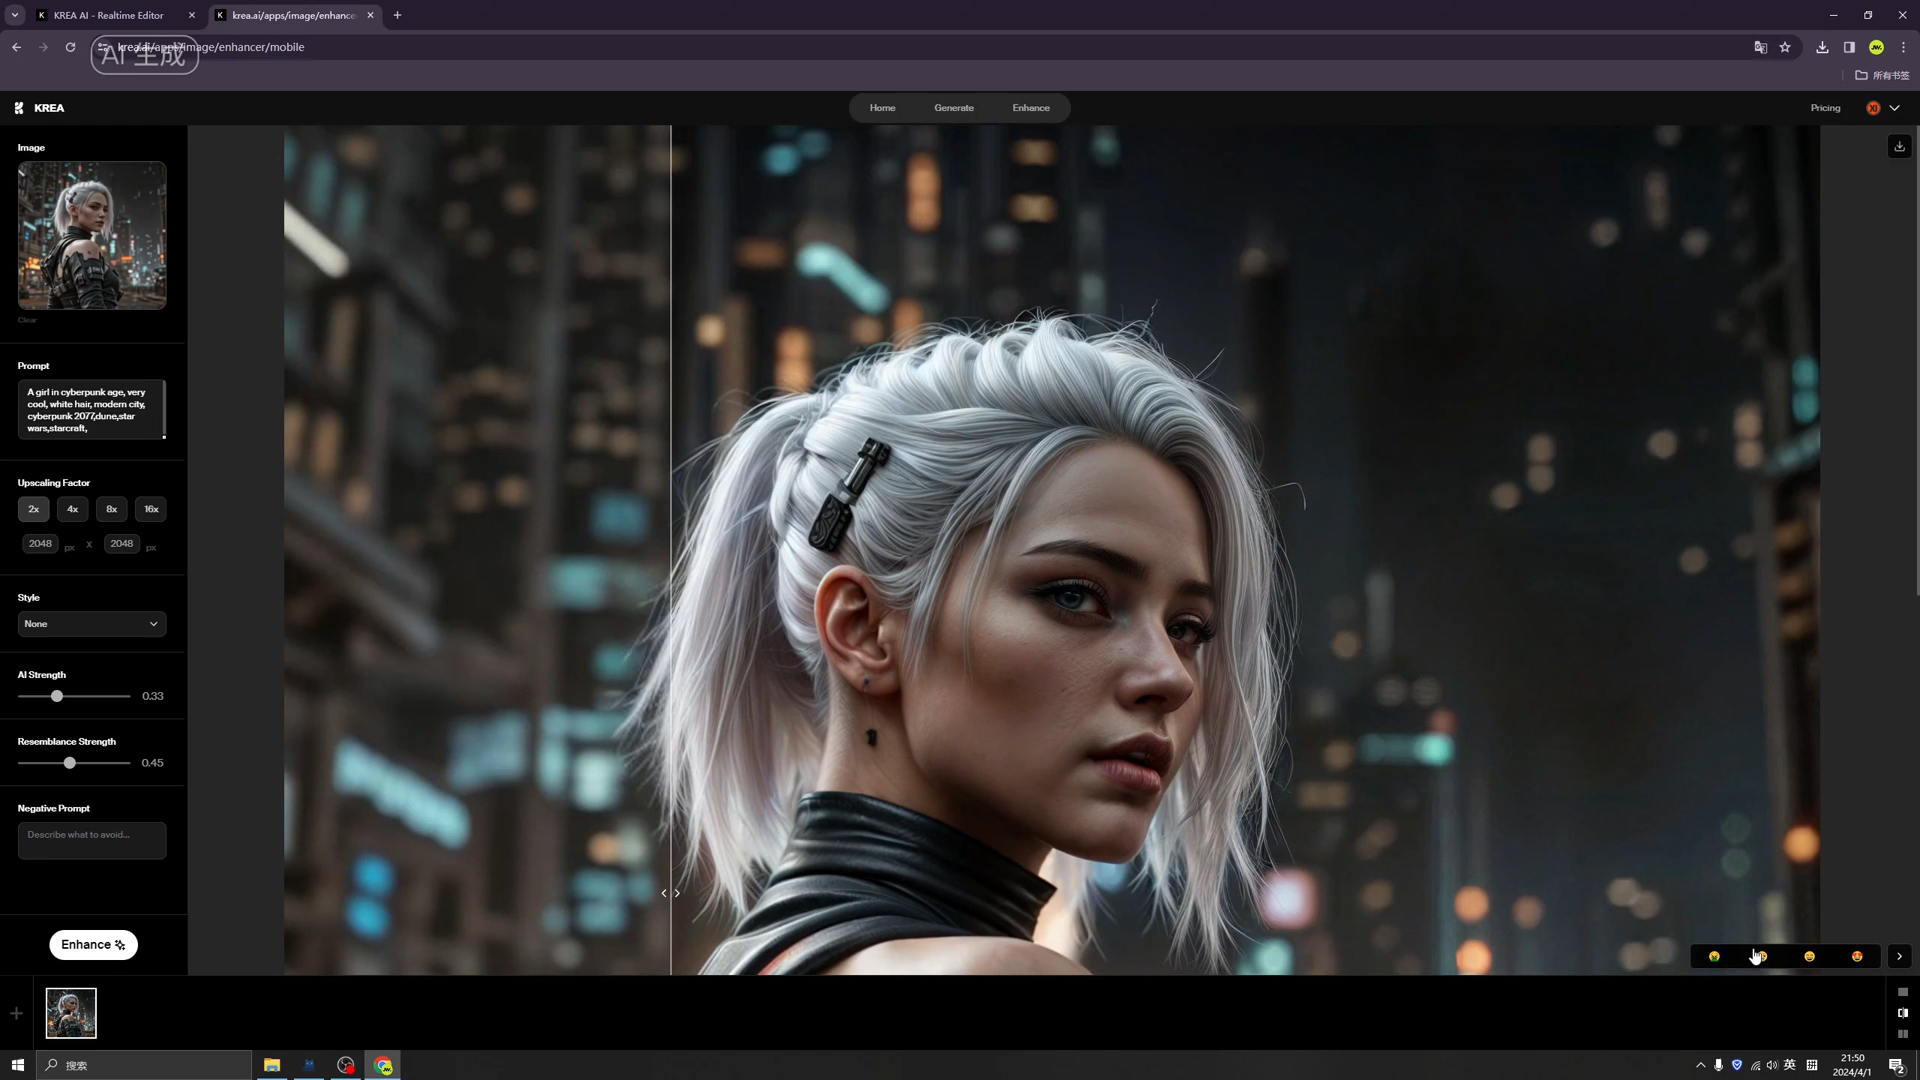 KREA AI - Realtime Editor
krea.ai/apps/image/enhance
krea.ai/apps/image/enhancer/mobile
AI 生成
所有书签
KREA
Home
Generate
Enhance
Pricing
XI
Image
Clear
Prompt
A girl in cyberpunk age, very
cool, white hair, modern city,
cyberpunk 2077,dune,star
wars,starcraft,
Upscaling Factor
2x
4x
8x
16x
2048 px x 2048 px
Style
None
AI Strength
0.33
Resemblance Strength
0.45
Negative Prompt
Describe what to avoid...
Enhance
搜索
英
21:50
2024/4/1
2